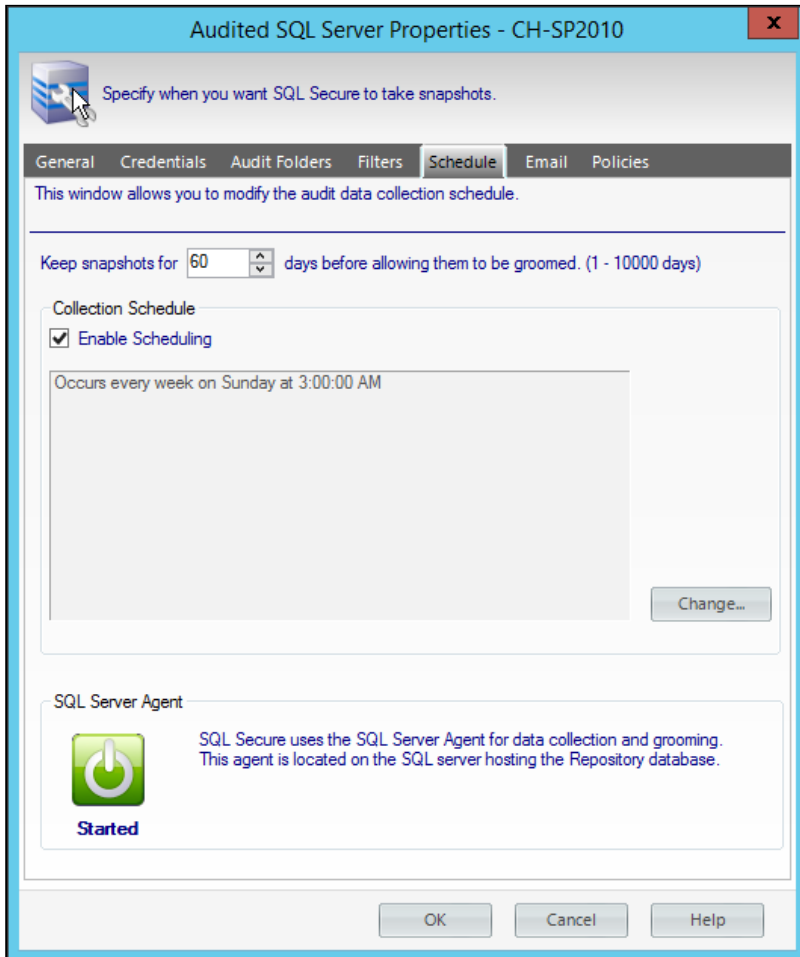 Audited SQL Server Properties - CH-SP2010
x
Specify when you want SQL Secure to take snapshots.
General Credentials Audit Folders Filters Schedule Email Policies
This window allows you to modify the audit data collection schedule.
Keep snapshots for 60 days before allowing them to be groomed. (1 - 10000 days)
Collection Schedule
Enable Scheduling
Occurs every week on Sunday at 3:00:00 AM
Change...
SQL Server Agent
SQL Secure uses the SQL Server Agent for data collection and grooming.
This agent is located on the SQL server hosting the Repository database.
Started
OK Cancel Help